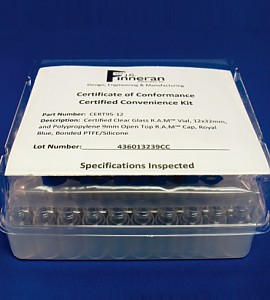 J.G.
Finneran
Design, Engineering & Manufacturing
Certificate of Conformance
Certified Convenience Kit
Part Number: CERT95-12
Description: Certified Clear Glass R.A.M™ Vial, 12x32mm,
and Polypropylene 9mm Open Top R.A.M™ Cap, Royal
Blue, Bonded PTFE/Silicone
Lot Number: 436013239CC
Specifications Inspected